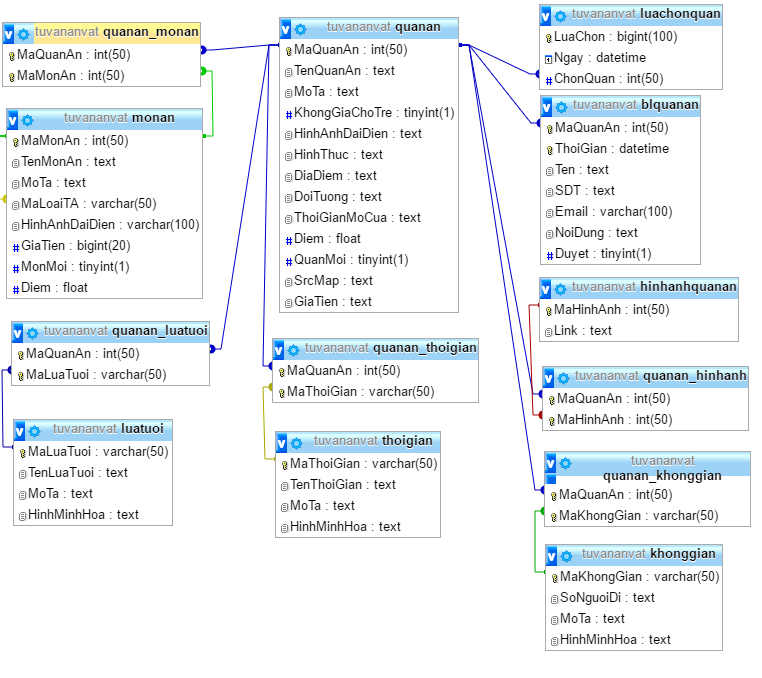 tuvananvat quanan_monan
MaQuanAn : int(50)
MaMonAn : int(50)
tuvananvat monan
MaMonAn : int(50)
TenMonAn : text
MoTa : text
MaLoaiTA : varchar(50)
HinhAnhDaiDien : varchar(100)
GiaTien : bigint(20)
MonMoi : tinyint(1)
Diem : float
tuvananvat quanan_luatuoi
MaQuanAn : int(50)
MaLuaTuoi : varchar(50)
tuvananvat luatuoi
MaLuaTuoi : varchar(50)
TenLuaTuoi : text
MoTa : text
HinhMinhHoa : text
tuvananvat quanan
MaQuanAn : int(50)
TenQuanAn : text
MoTa : text
KhongGiaChoTre : tinyint(1)
HinhAnhDaiDien : text
HinhThuc : text
DiaDiem : text
DoiTuong : text
ThoiGianMoCua : text
Diem : float
QuanMoi : tinyint(1)
SrcMap : text
GiaTien : text
tuvananvat quanan_thoigian
MaQuanAn : int(50)
MaThoiGian : varchar(50)
tuvananvat thoigian
MaThoiGian : varchar(50)
TenThoiGian : text
MoTa : text
HinhMinhHoa : text
tuvananvat luachonquan
LuaChon : bigint(100)
Ngay : datetime
ChonQuan : int(50)
tuvananvat blquanan
MaQuanAn : int(50)
ThoiGian : datetime
Ten : text
SDT : text
Email : varchar(100)
NoiDung : text
Duyet : tinyint(1)
tuvananvat hinhanhquanan
MaHinhAnh : int(50)
Link : text
tuvananvat quanan_hinhanh
MaQuanAn : int(50)
MaHinhAnh : int(50)
tuvananvat
quanan_khonggian
MaQuanAn : int(50)
MaKhongGian : varchar(50)
tuvananvat khonggian
MaKhongGian : varchar(50)
SoNguoiDi : text
MoTa : text
HinhMinhHoa : text